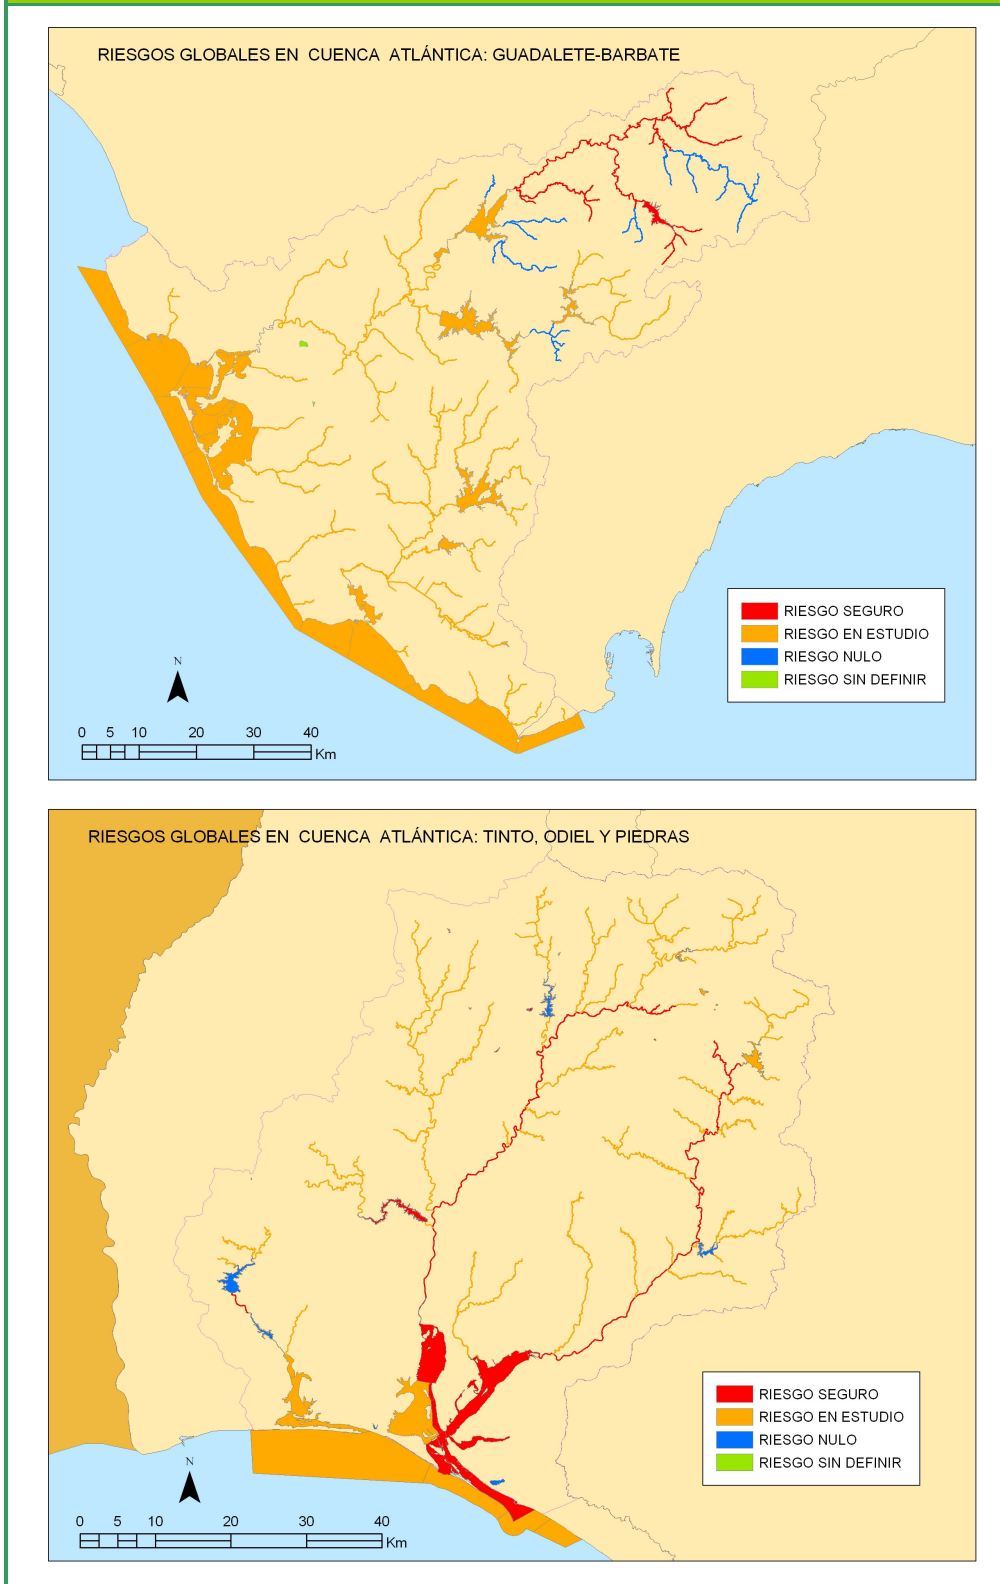 RIESGOS GLOBALES EN CUENCA ATLÁNTICA: GUADALETE-BARBATE
RIESGO SEGURO
RIESGO EN ESTUDIO
RIESGO NULO
RIESGO SIN DEFINIR
N
0 5 10 20 30 40
Km
RIESGOS GLOBALES EN CUENCA ATLÁNTICA: TINTO, ODIEL Y PIEDRAS
RIESGO SEGURO
RIESGO EN ESTUDIO
RIESGO NULO
RIESGO SIN DEFINIR
N
0 5 10 20 30 40
Km